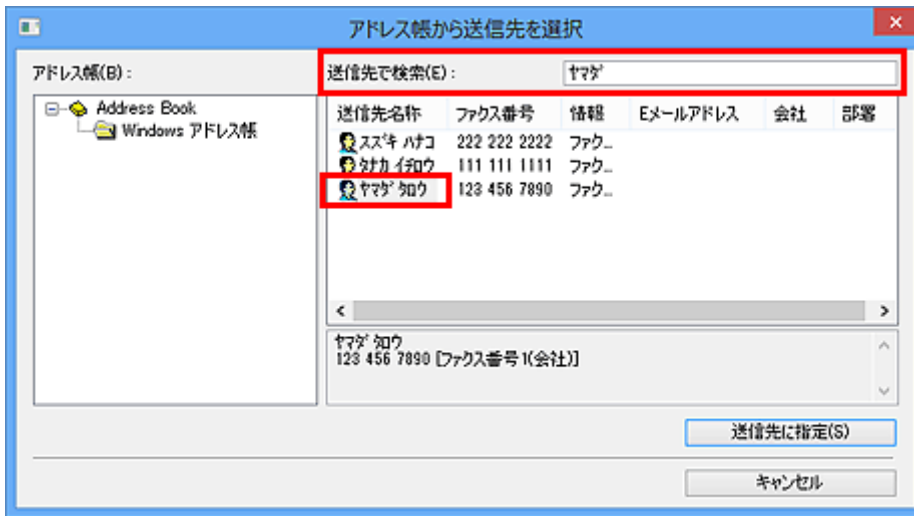 アドレス帳から送信先を選択
アドレス帳(B)：
送信先で検索(E)： ﾔﾏﾀﾞ
Address Book
Windows アドレス帳
送信先名称 ファクス番号 情報 Eメールアドレス 会社 部署
ｽｽﾞｷ ﾊﾅｺ 222 222 2222 ファク...
ﾀﾅｶ ｲﾁﾛｳ 111 111 1111 ファク...
ﾔﾏﾀﾞ ﾀﾛｳ 123 456 7890 ファク...
ﾔﾏﾀﾞ ﾀﾛｳ
123 456 7890 [ファクス番号1(会社)]
送信先に指定(S)
キャンセル